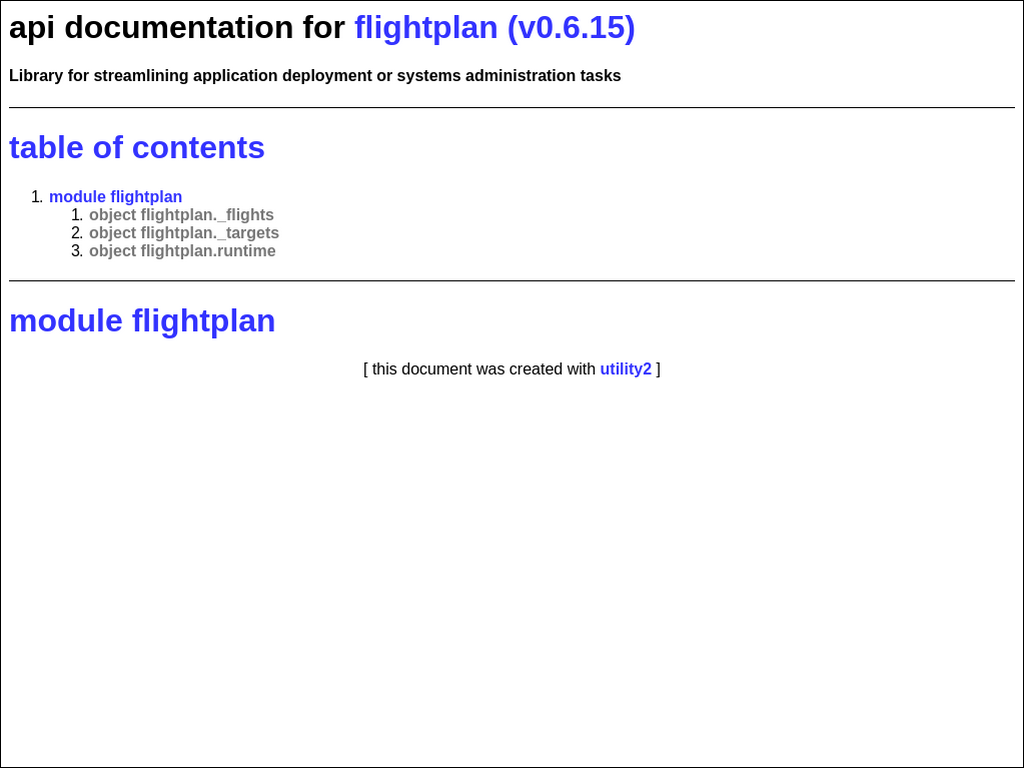 api documentation for flightplan (v0.6.15)
Library for streamlining application deployment or systems administration tasks
table of contents
1. module flightplan
1. object flightplan._flights
2. object flightplan._targets
3. object flightplan.runtime
module flightplan
[ this document was created with utility2 ]